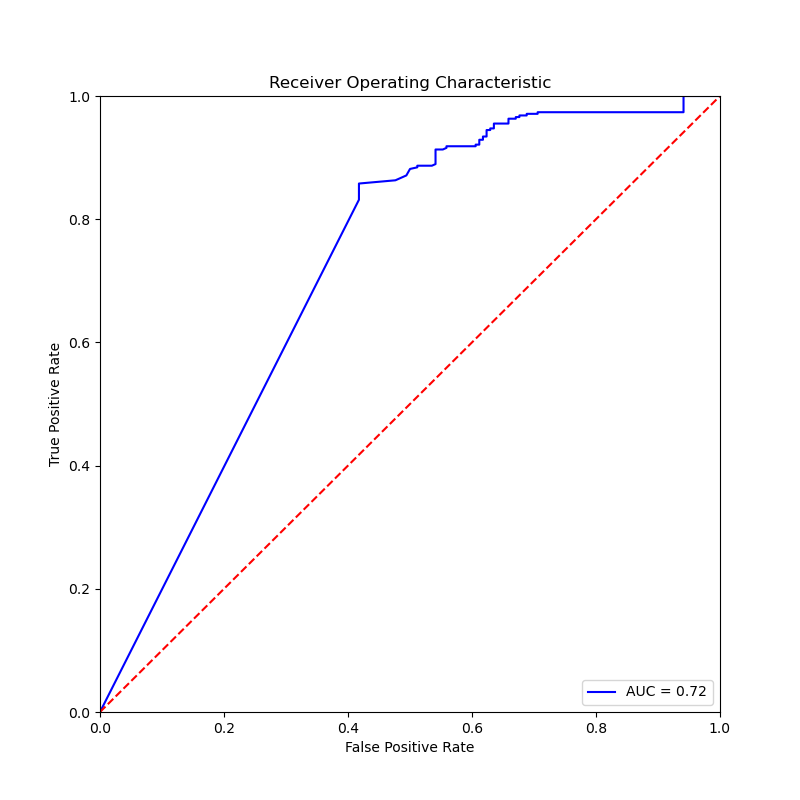 Receiver Operating Characteristic
1.0
0.8
0.6
0.4
0.2
0.0
True Positive Rate
AUC = 0.72
0.0 0.2 0.4 0.6 0.8 1.0
False Positive Rate